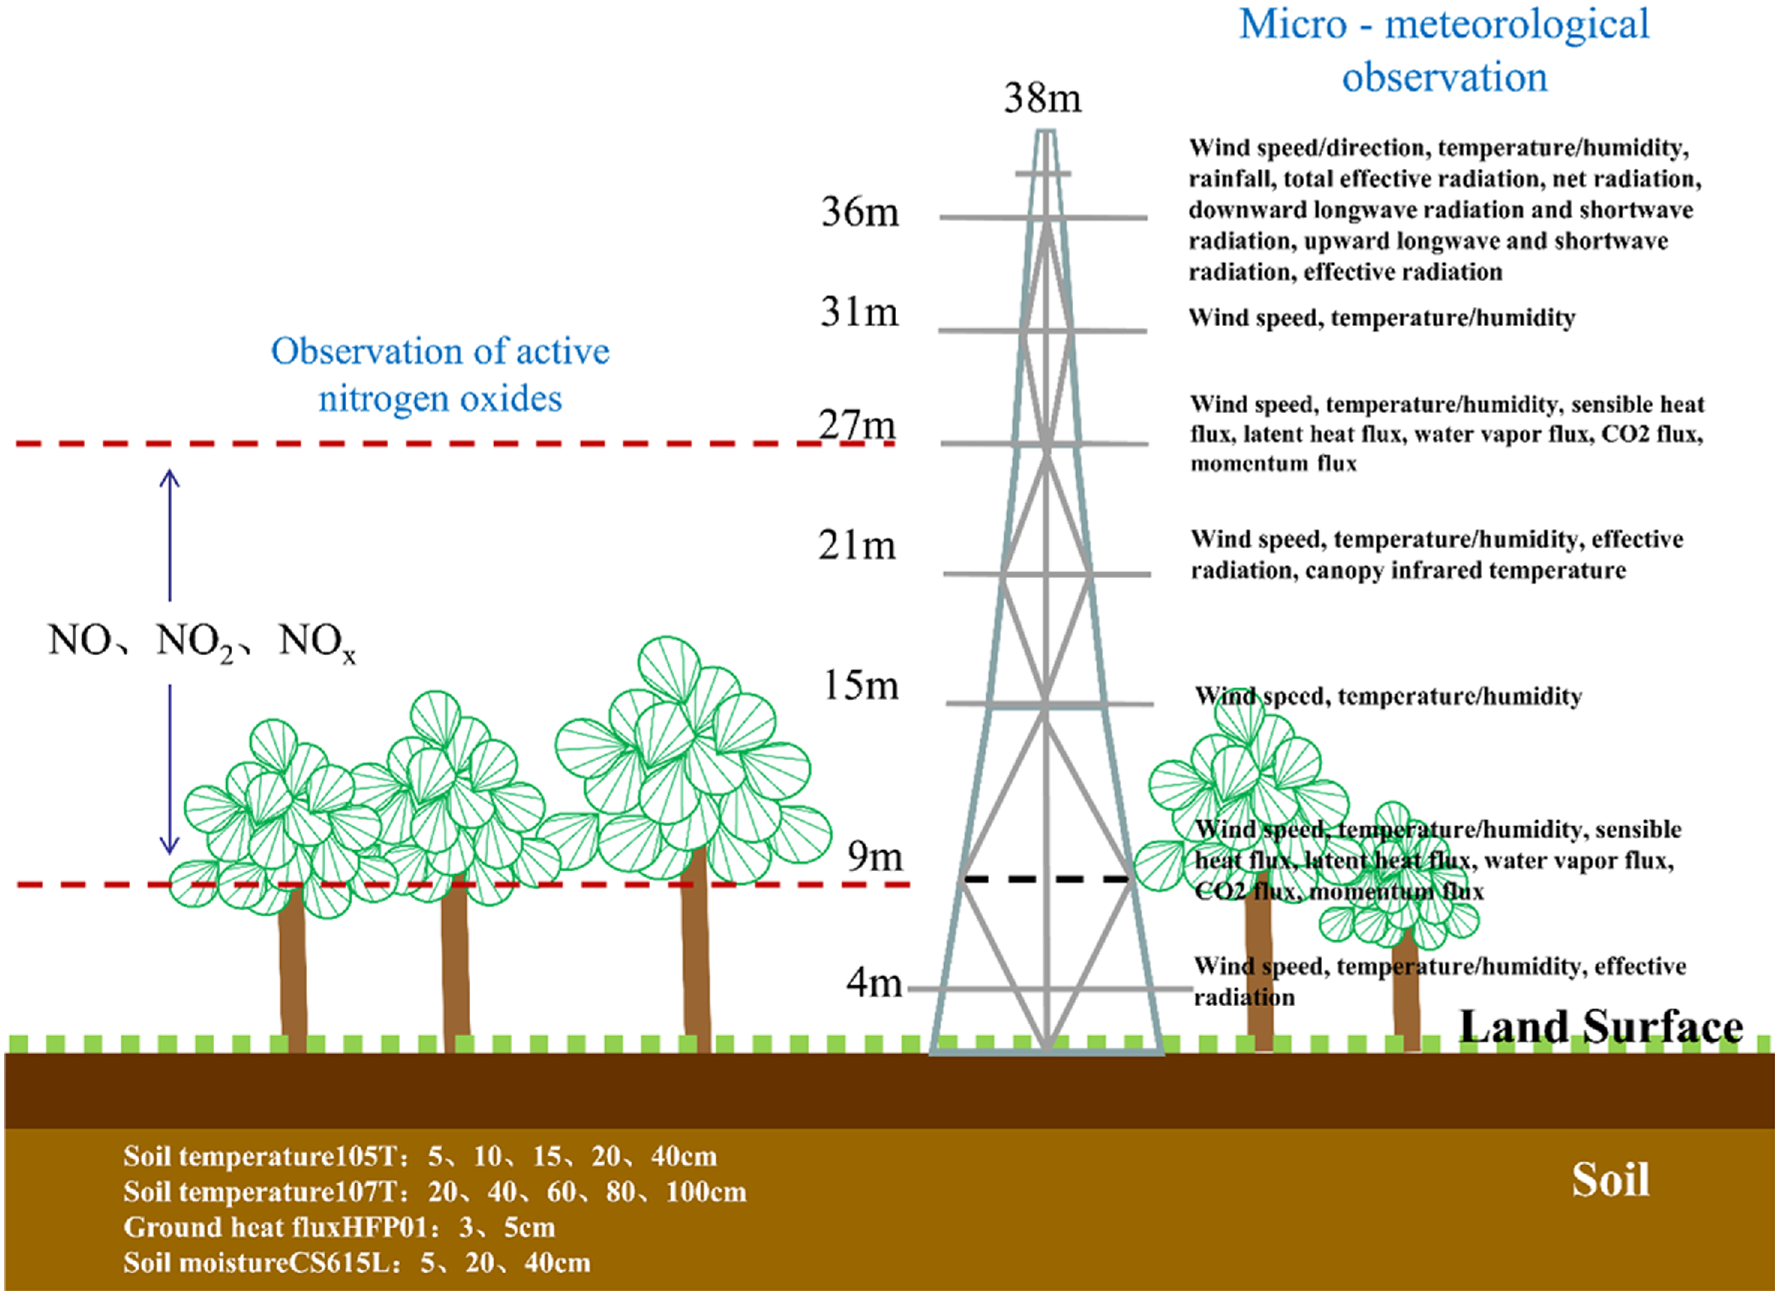 Micro - meteorological
observation
38m
Wind speed/direction, temperature/humidity,
rainfall, total effective radiation, net radiation,
downward longwave radiation and shortwave
radiation, upward longwave and shortwave
radiation, effective radiation
36m
31m
Wind speed, temperature/humidity
Observation of active
nitrogen oxides
27m
Wind speed, temperature/humidity, sensible heat
flux, latent heat flux, water vapor flux, CO2 flux,
momentum flux
21m
Wind speed, temperature/humidity, effective
radiation, canopy infrared temperature
NO、NO₂、NOₓ
15m
Wind speed, temperature/humidity
9m
Wind speed, temperature/humidity, sensible
heat flux, latent heat flux, water vapor flux,
CO2 flux, momentum flux
4m
Wind speed, temperature/humidity, effective
radiation
Land Surface
Soil temperature105T：5、10、15、20、40cm
Soil temperature107T：20、40、60、80、100cm
Ground heat fluxHFP01：3、5cm
Soil moistureCS615L：5、20、40cm
Soil